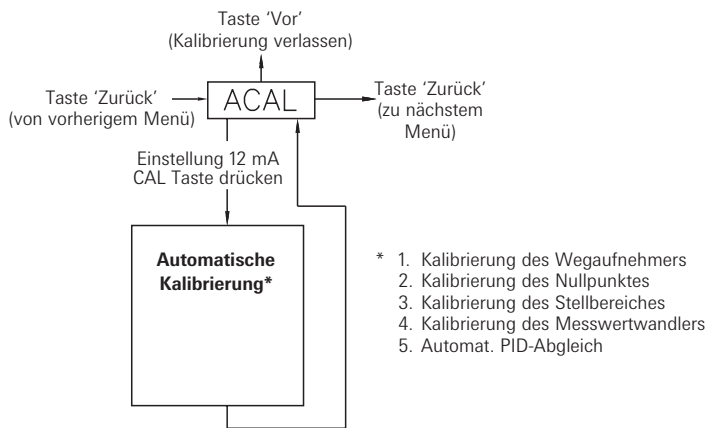 Taste ‘Vor’
(Kalibrierung verlassen)
Taste ‘Zurück’
(von vorherigem Menü)
ACAL
Taste ‘Zurück’
(zu nächstem
Menü)
Einstellung 12 mA
CAL Taste drücken
Automatische
Kalibrierung*
* 1. Kalibrierung des Wegaufnehmers
2. Kalibrierung des Nullpunktes
3. Kalibrierung des Stellbereiches
4. Kalibrierung des Messwertwandlers
5. Automat. PID-Abgleich